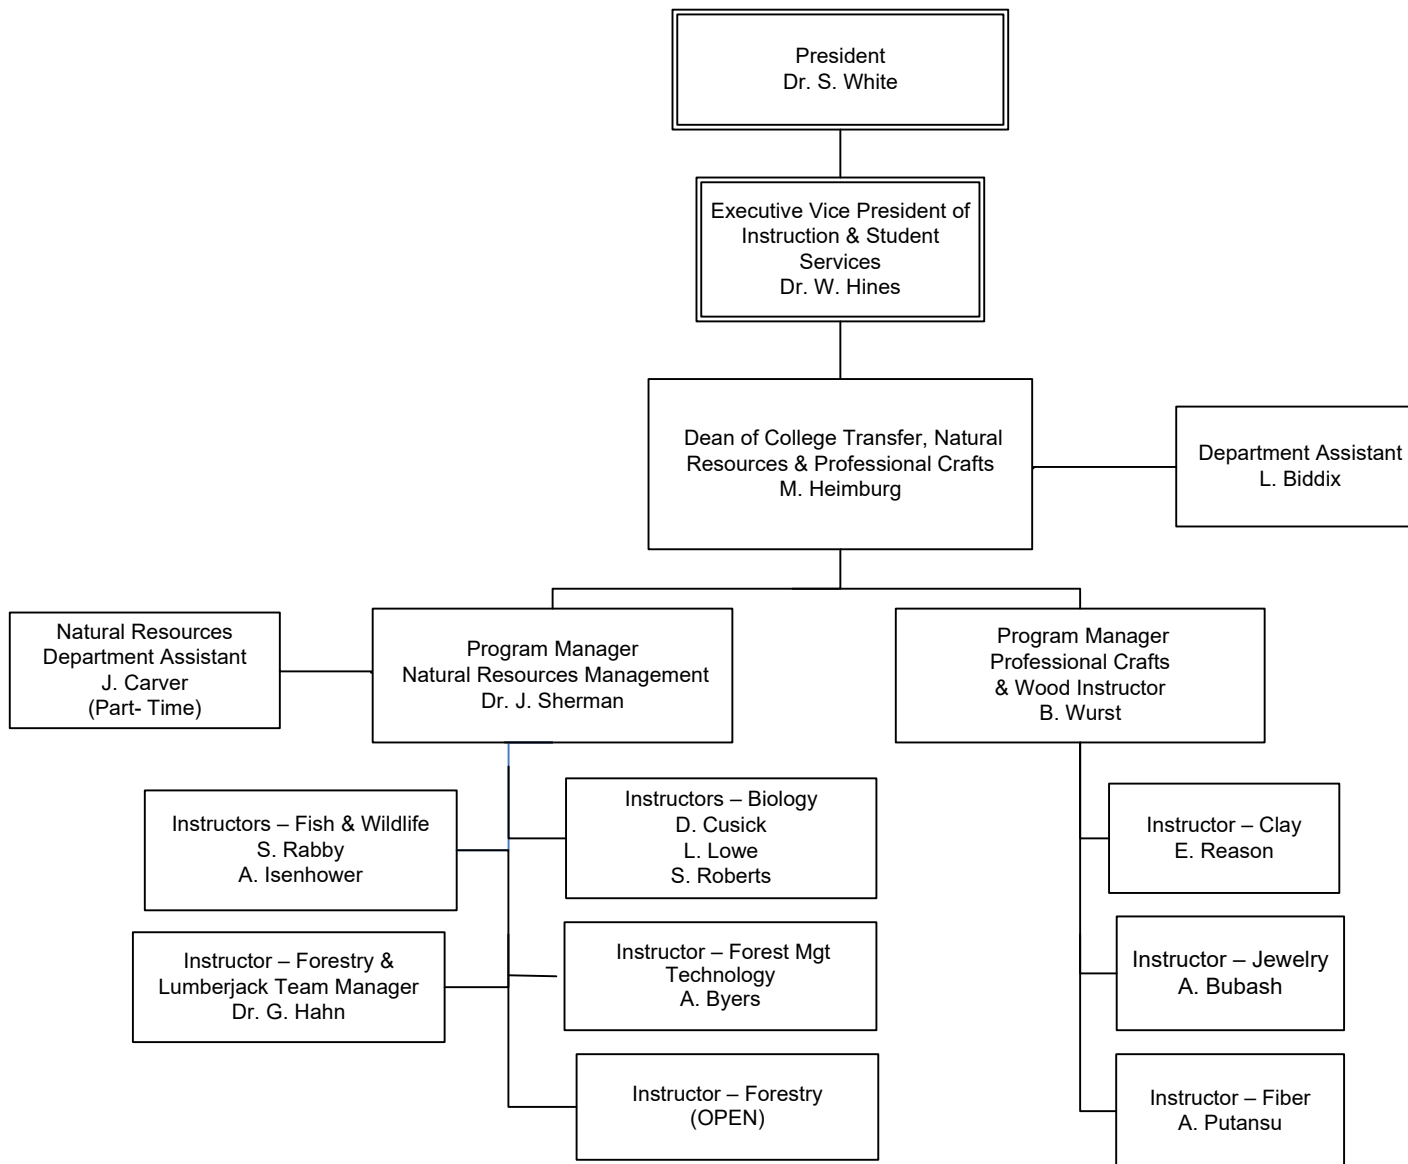 President
Dr. S. White
Executive Vice President of
Instruction & Student
Services
Dr. W. Hines
Dean of College Transfer, Natural
Resources & Professional Crafts
M. Heimburg
Department Assistant
L. Biddix
Natural Resources
Department Assistant
J. Carver
(Part- Time)
Program Manager
Natural Resources Management
Dr. J. Sherman
Program Manager
Professional Crafts
& Wood Instructor
B. Wurst
Instructors – Fish & Wildlife
S. Rabby
A. Isenhower
Instructors – Biology
D. Cusick
L. Lowe
S. Roberts
Instructor – Clay
E. Reason
Instructor – Forestry &
Lumberjack Team Manager
Dr. G. Hahn
Instructor – Forest Mgt
Technology
A. Byers
Instructor – Jewelry
A. Bubash
Instructor – Forestry
(OPEN)
Instructor – Fiber
A. Putansu